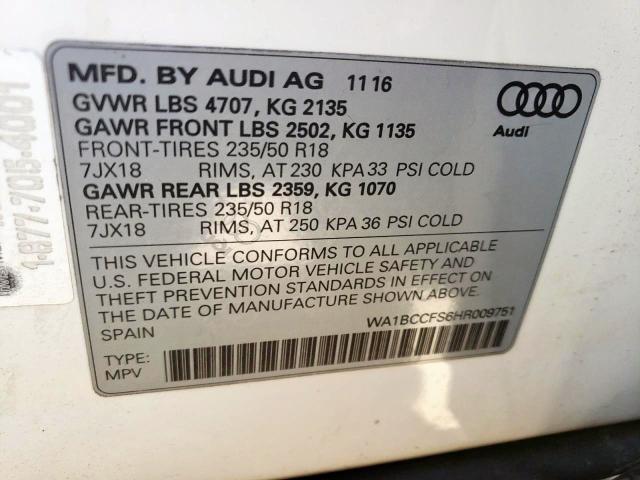 MFD. BY AUDI AG 11 16
GVWR LBS 4707, KG 2135
GAWR FRONT LBS 2502, KG 1135
FRONT-TIRES 235/50 R18
7JX18 RIMS, AT 230 KPA 33 PSI COLD
GAWR REAR LBS 2359, KG 1070
REAR-TIRES 235/50 R18
7JX18 RIMS, AT 250 KPA 36 PSI COLD
THIS VEHICLE CONFORMS TO ALL APPLICABLE
U.S. FEDERAL MOTOR VEHICLE SAFETY AND
THEFT PREVENTION STANDARDS IN EFFECT ON
THE DATE OF MANUFACTURE SHOWN ABOVE.
SPAIN
WA1BCCFS6HR009751
TYPE:
MPV
Audi